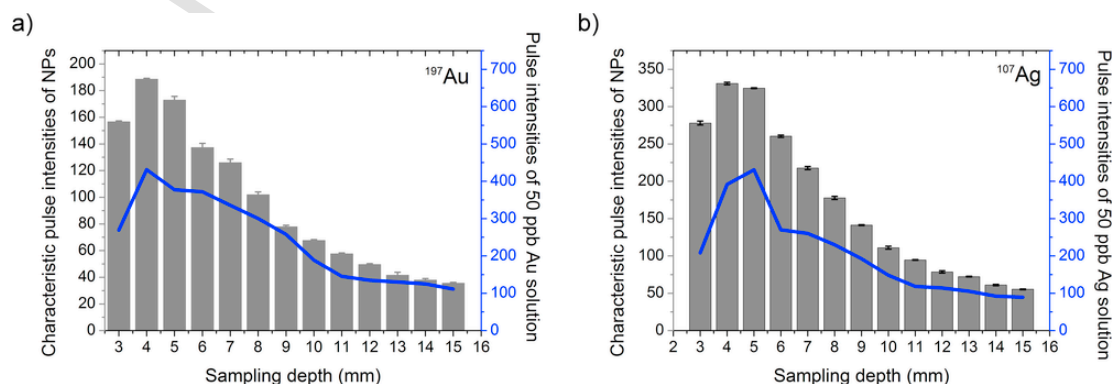 a)
Characteristic pulse intensities of NPs
200
180
160
140
120
100
80
60
40
20
0
197Au
700
600
500
400
300
200
100
0
Pulse intensities of 50 ppb Au solution
3 4 5 6 7 8 9 10 11 12 13 14 15 16
Sampling depth (mm)
b)
Characteristic pulse intensities of NPs
350
300
250
200
150
100
50
0
107Ag
700
600
500
400
300
200
100
0
Pulse intensities of 50 ppb Ag solution
2 3 4 5 6 7 8 9 10 11 12 13 14 15 16
Sampling depth (mm)